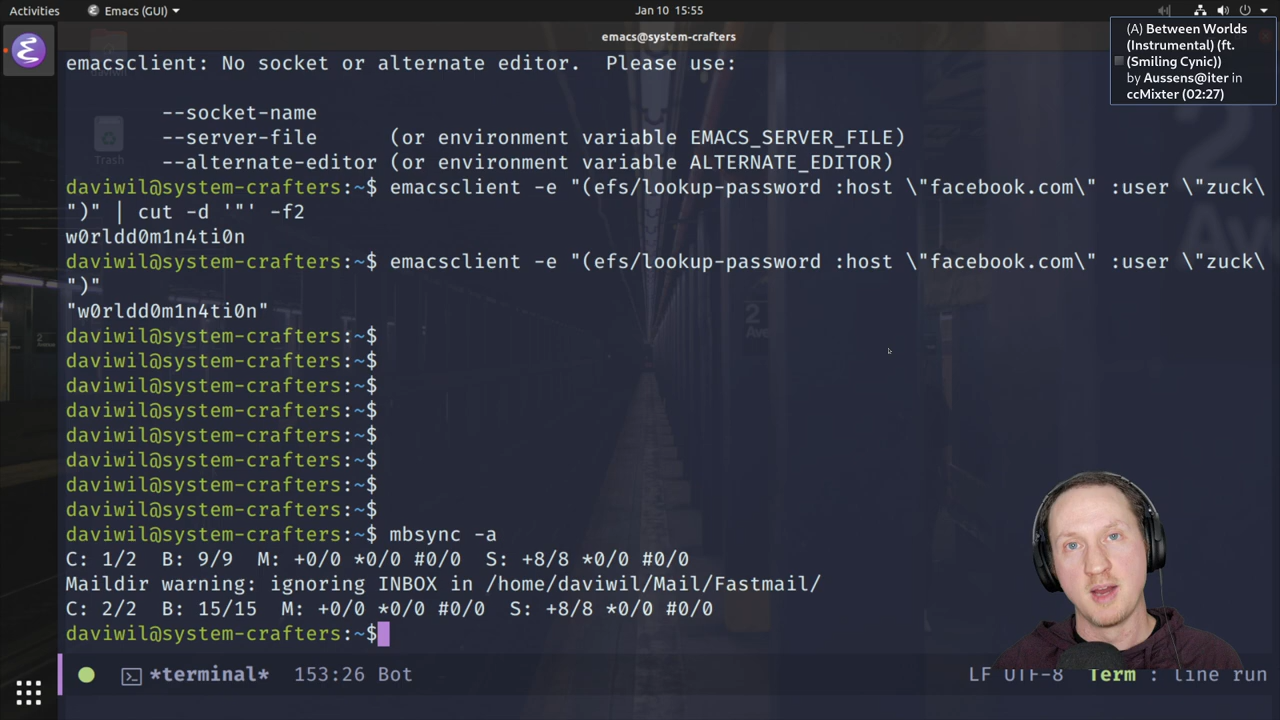 Activities
Emacs (GUI)
Jan 10 15:55
emacs@system-crafters
(A) Between Worlds
(Instrumental) (ft.
(Smiling Cynic))
by Aussens@iter in
ccMixter (02:27)
emacsclient: No socket or alternate editor.  Please use:
--socket-name
--server-file      (or environment variable EMACS_SERVER_FILE)
--alternate-editor (or environment variable ALTERNATE_EDITOR)
daviwil@system-crafters:~$ emacsclient -e "(efs/lookup-password :host \"facebook.com\" :user \"zuck\
")" | cut -d '"' -f2
w0rldd0m1n4ti0n
daviwil@system-crafters:~$ emacsclient -e "(efs/lookup-password :host \"facebook.com\" :user \"zuck\
")"
"w0rldd0m1n4ti0n"
daviwil@system-crafters:~$
daviwil@system-crafters:~$
daviwil@system-crafters:~$
daviwil@system-crafters:~$
daviwil@system-crafters:~$
daviwil@system-crafters:~$
daviwil@system-crafters:~$
daviwil@system-crafters:~$
daviwil@system-crafters:~$ mbsync -a
C: 1/2  B: 9/9  M: +0/0 *0/0 #0/0  S: +8/8 *0/0 #0/0
Maildir warning: ignoring INBOX in /home/daviwil/Mail/Fastmail/
C: 2/2  B: 15/15  M: +0/0 *0/0 #0/0  S: +8/8 *0/0 #0/0
daviwil@system-crafters:~$
*terminal*  153:26 Bot
LF UTF-8  Term : line run
Trash
2
Ave
2
Av